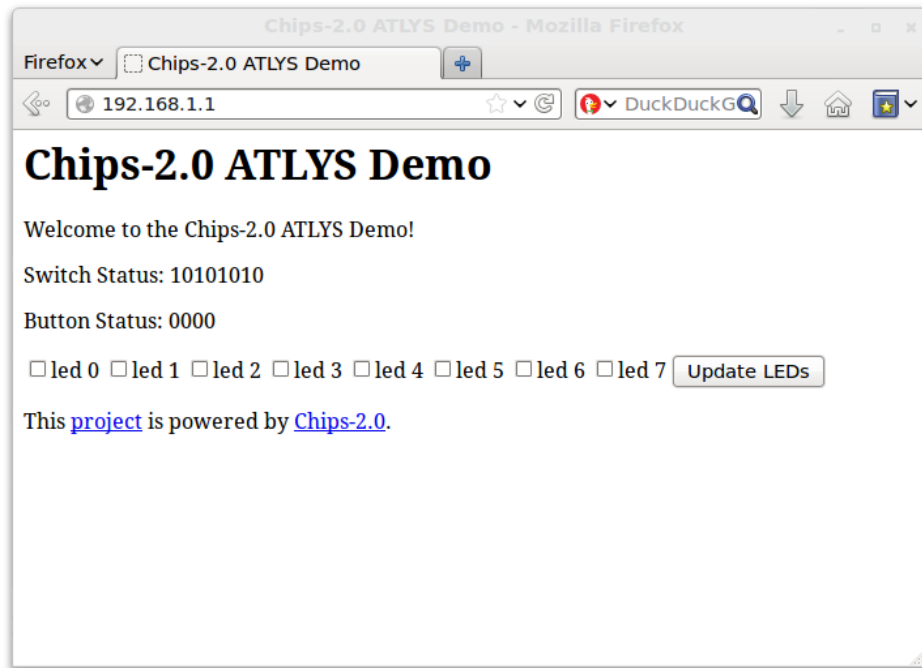 Chips-2.0 ATLYS Demo - Mozilla Firefox
Firefox Chips-2.0 ATLYS Demo
192.168.1.1 DuckDuckG
Chips-2.0 ATLYS Demo
Welcome to the Chips-2.0 ATLYS Demo!
Switch Status: 10101010
Button Status: 0000
led 0 led 1 led 2 led 3 led 4 led 5 led 6 led 7 Update LEDs
This project is powered by Chips-2.0.